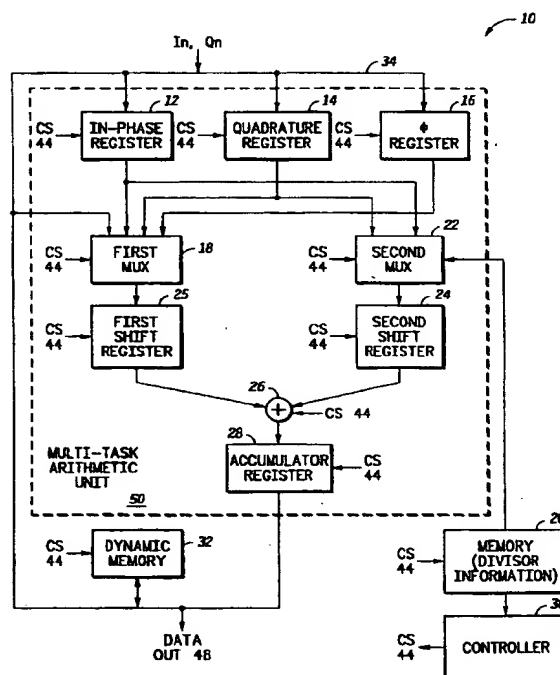 10
In, Qn
34
12
14
16
CS
44
IN-PHASE
REGISTER
CS
44
QUADRATURE
REGISTER
CS
44
Φ
REGISTER
22
CS
44
FIRST
MUX
18
CS
44
SECOND
MUX
25
24
CS
44
FIRST
SHIFT
REGISTER
CS
44
SECOND
SHIFT
REGISTER
26
+
CS 44
28
MULTI-TASK
ARITHMETIC
UNIT
50
ACCUMULATOR
REGISTER
CS
44
CS
44
DYNAMIC
MEMORY
32
CS
44
MEMORY
(DIVISOR
INFORMATION)
DATA
OUT 48
CS
44
CONTROLLER